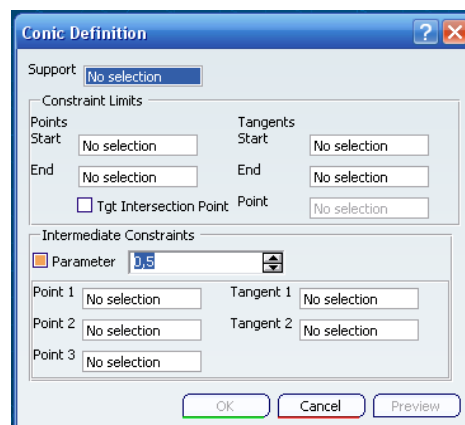 Conic Definition
Support No selection
Constraint Limits
Points Tangents
Start No selection Start No selection
End No selection End No selection
Tgt Intersection Point Point No selection
Intermediate Constraints
Parameter 0,5
Point 1 No selection Tangent 1 No selection
Point 2 No selection Tangent 2 No selection
Point 3 No selection
OK Cancel Preview